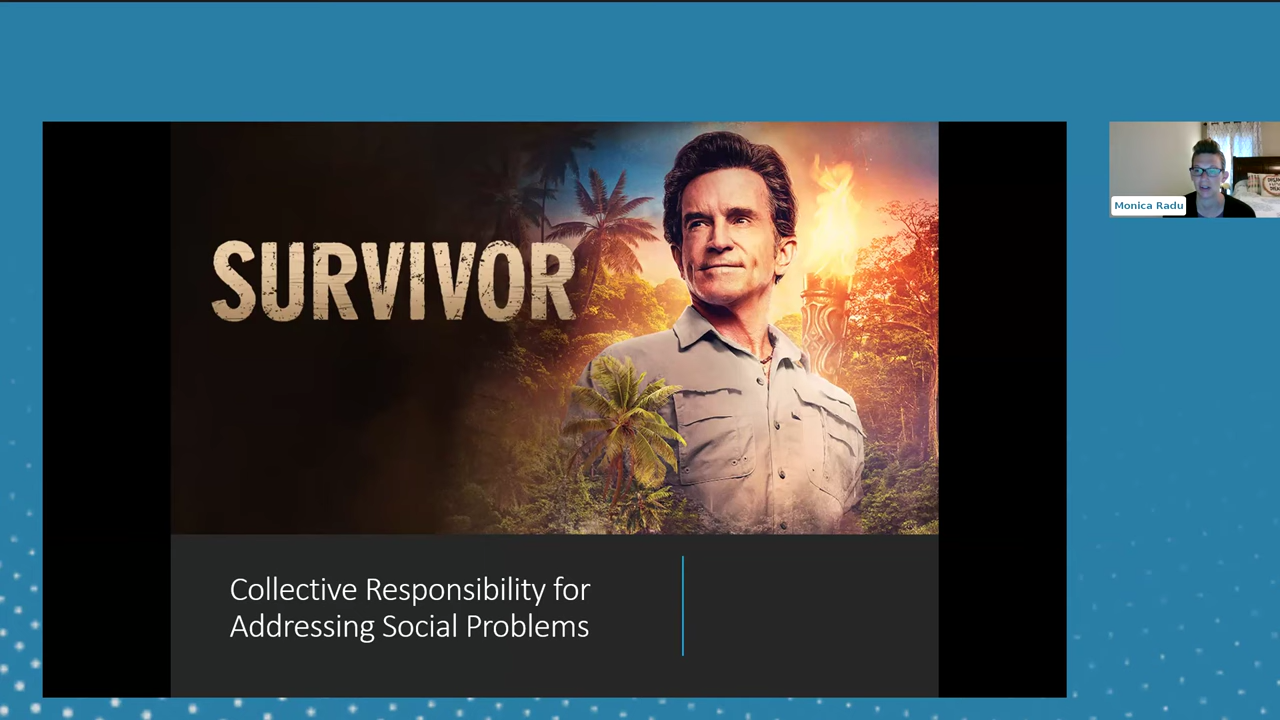 SURVIVOR
Monica Radu
Collective Responsibility for
Addressing Social Problems